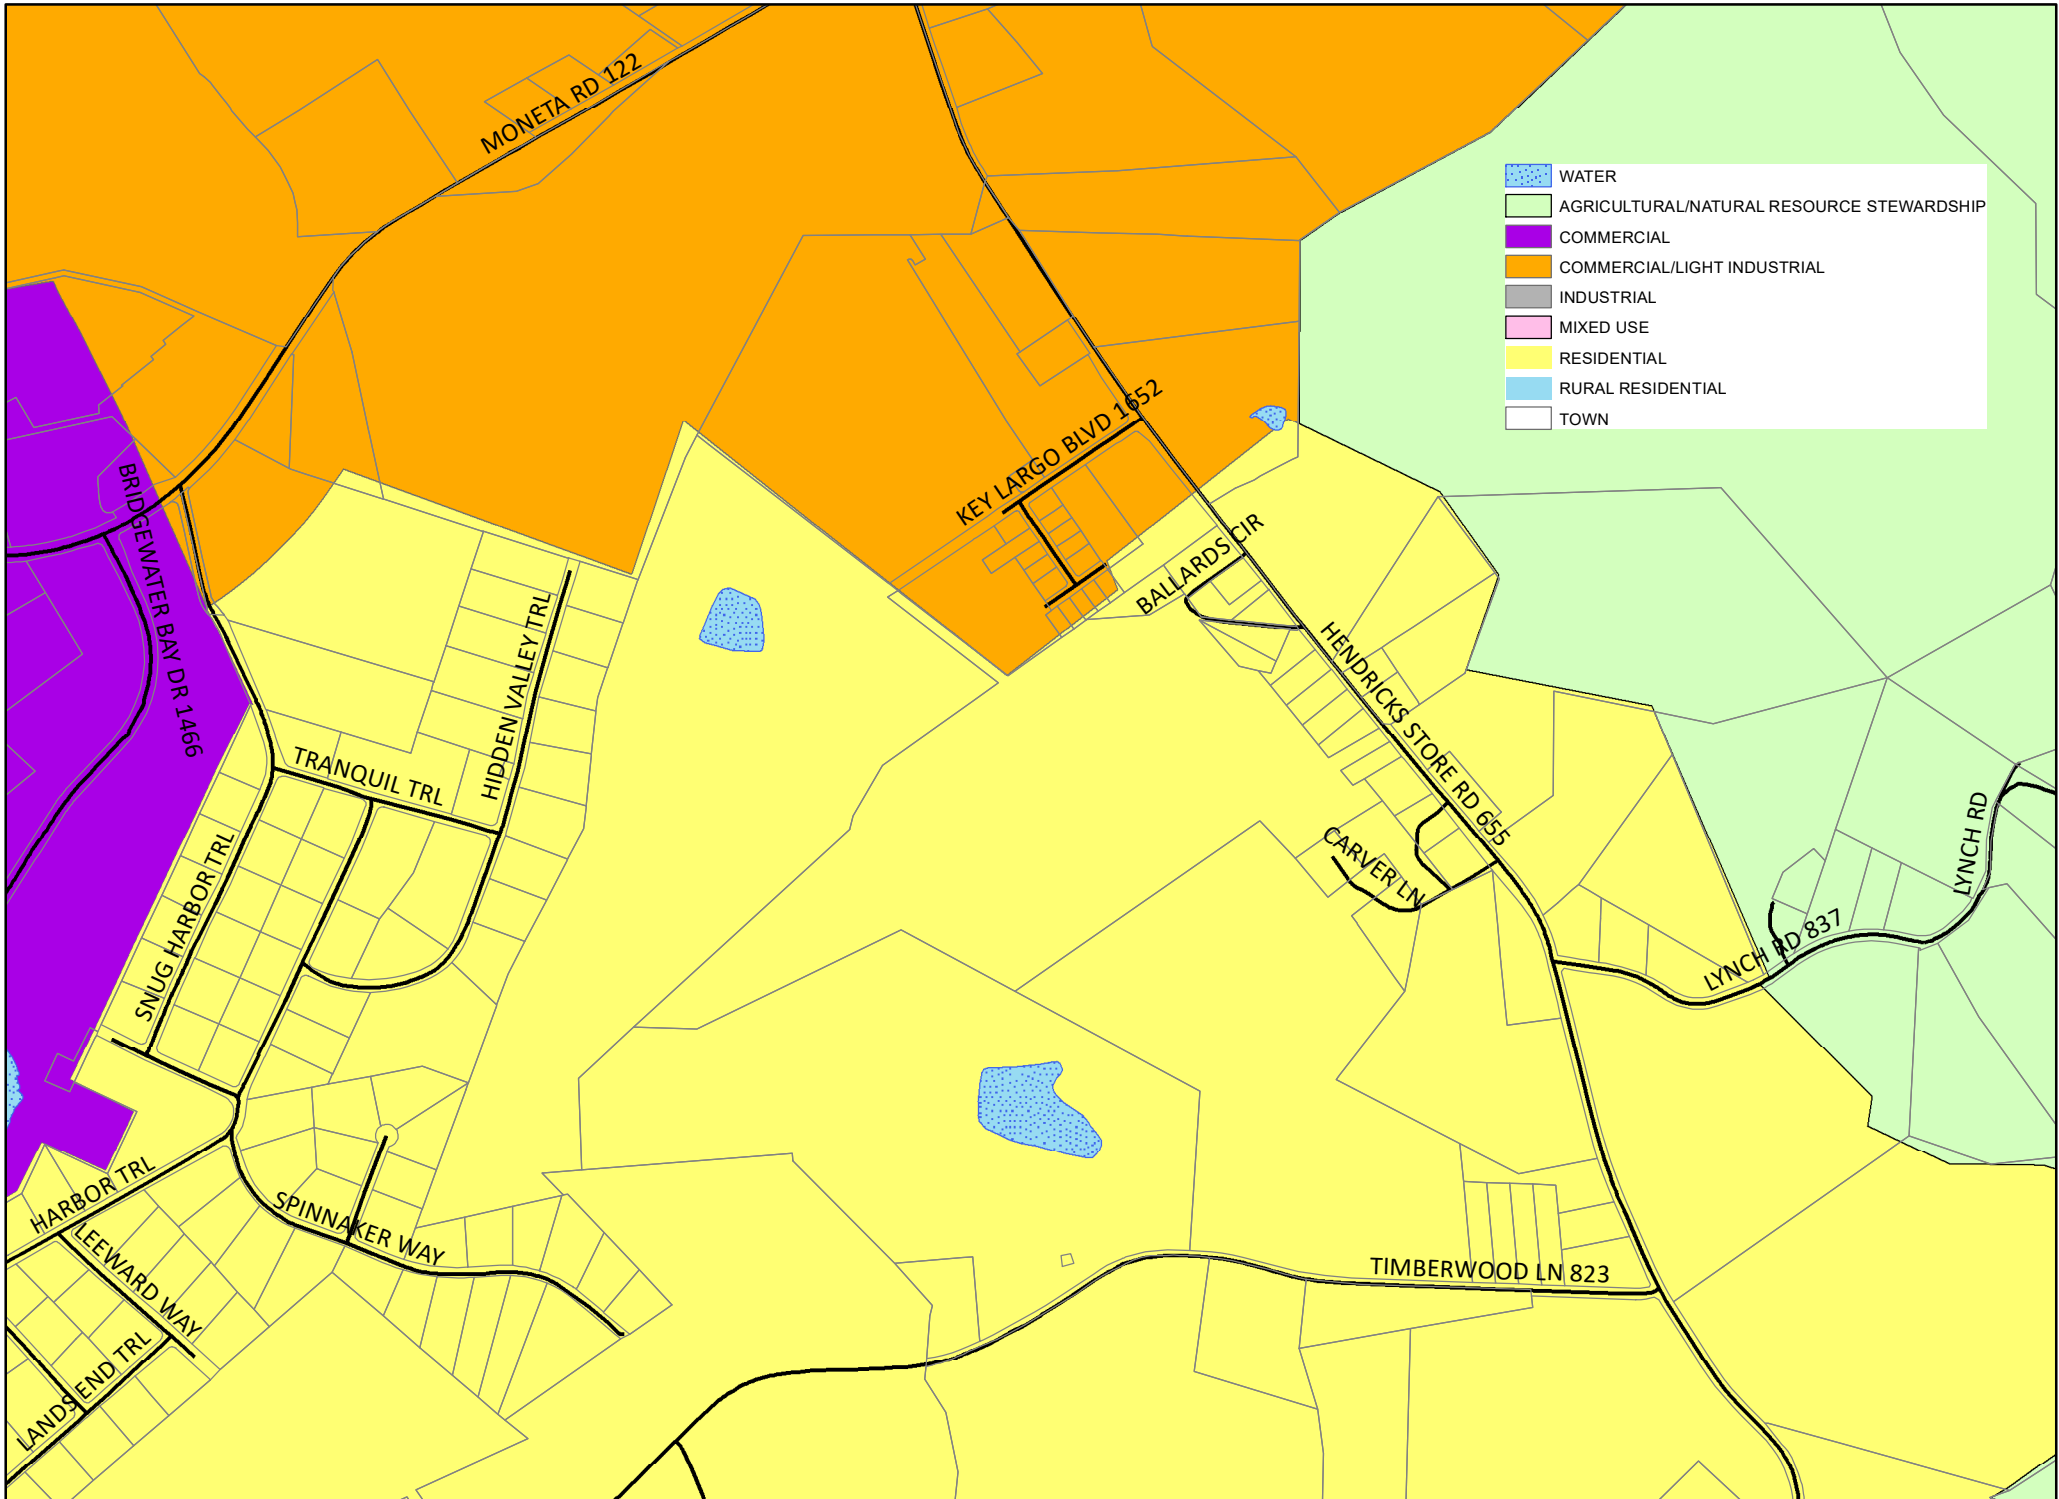 MONETA RD 122
WATER
AGRICULTURAL/NATURAL RESOURCE STEWARDSHIP
COMMERCIAL
COMMERCIAL/LIGHT INDUSTRIAL
INDUSTRIAL
MIXED USE
RESIDENTIAL
RURAL RESIDENTIAL
TOWN
KEY LARGO BLVD 1652
BRIDGEWATER BAY DR 1466
BALLARDS CIR
HIDDEN VALLEY TRL
HENDRICKS STORE RD 655
TRANQUIL TRL
SNUG HARBOR TRL
CARVER LN
LYNCH RD
LYNCH RD 837
HARBOR TRL
SPINNAKER WAY
LEEWARD WAY
TIMBERWOOD LN 823
LANDS END TRL